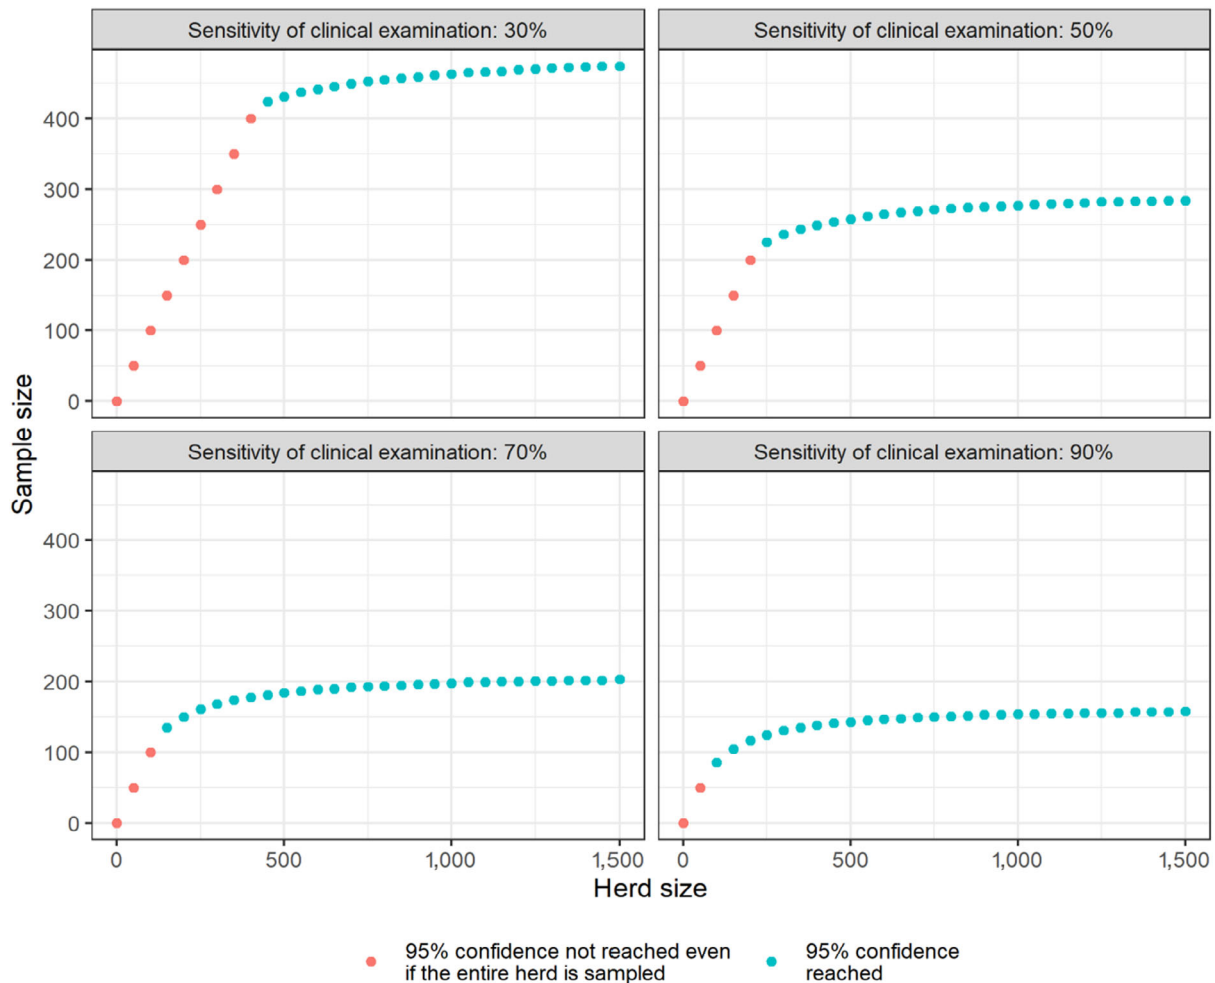 Sensitivity of clinical examination: 30%
Sensitivity of clinical examination: 50%
400
300
200
100
0
Sample size
Sensitivity of clinical examination: 70%
Sensitivity of clinical examination: 90%
400
300
200
100
0
0
500
1,000
1,500
0
500
1,000
1,500
Herd size
95% confidence not reached even
if the entire herd is sampled
95% confidence
reached